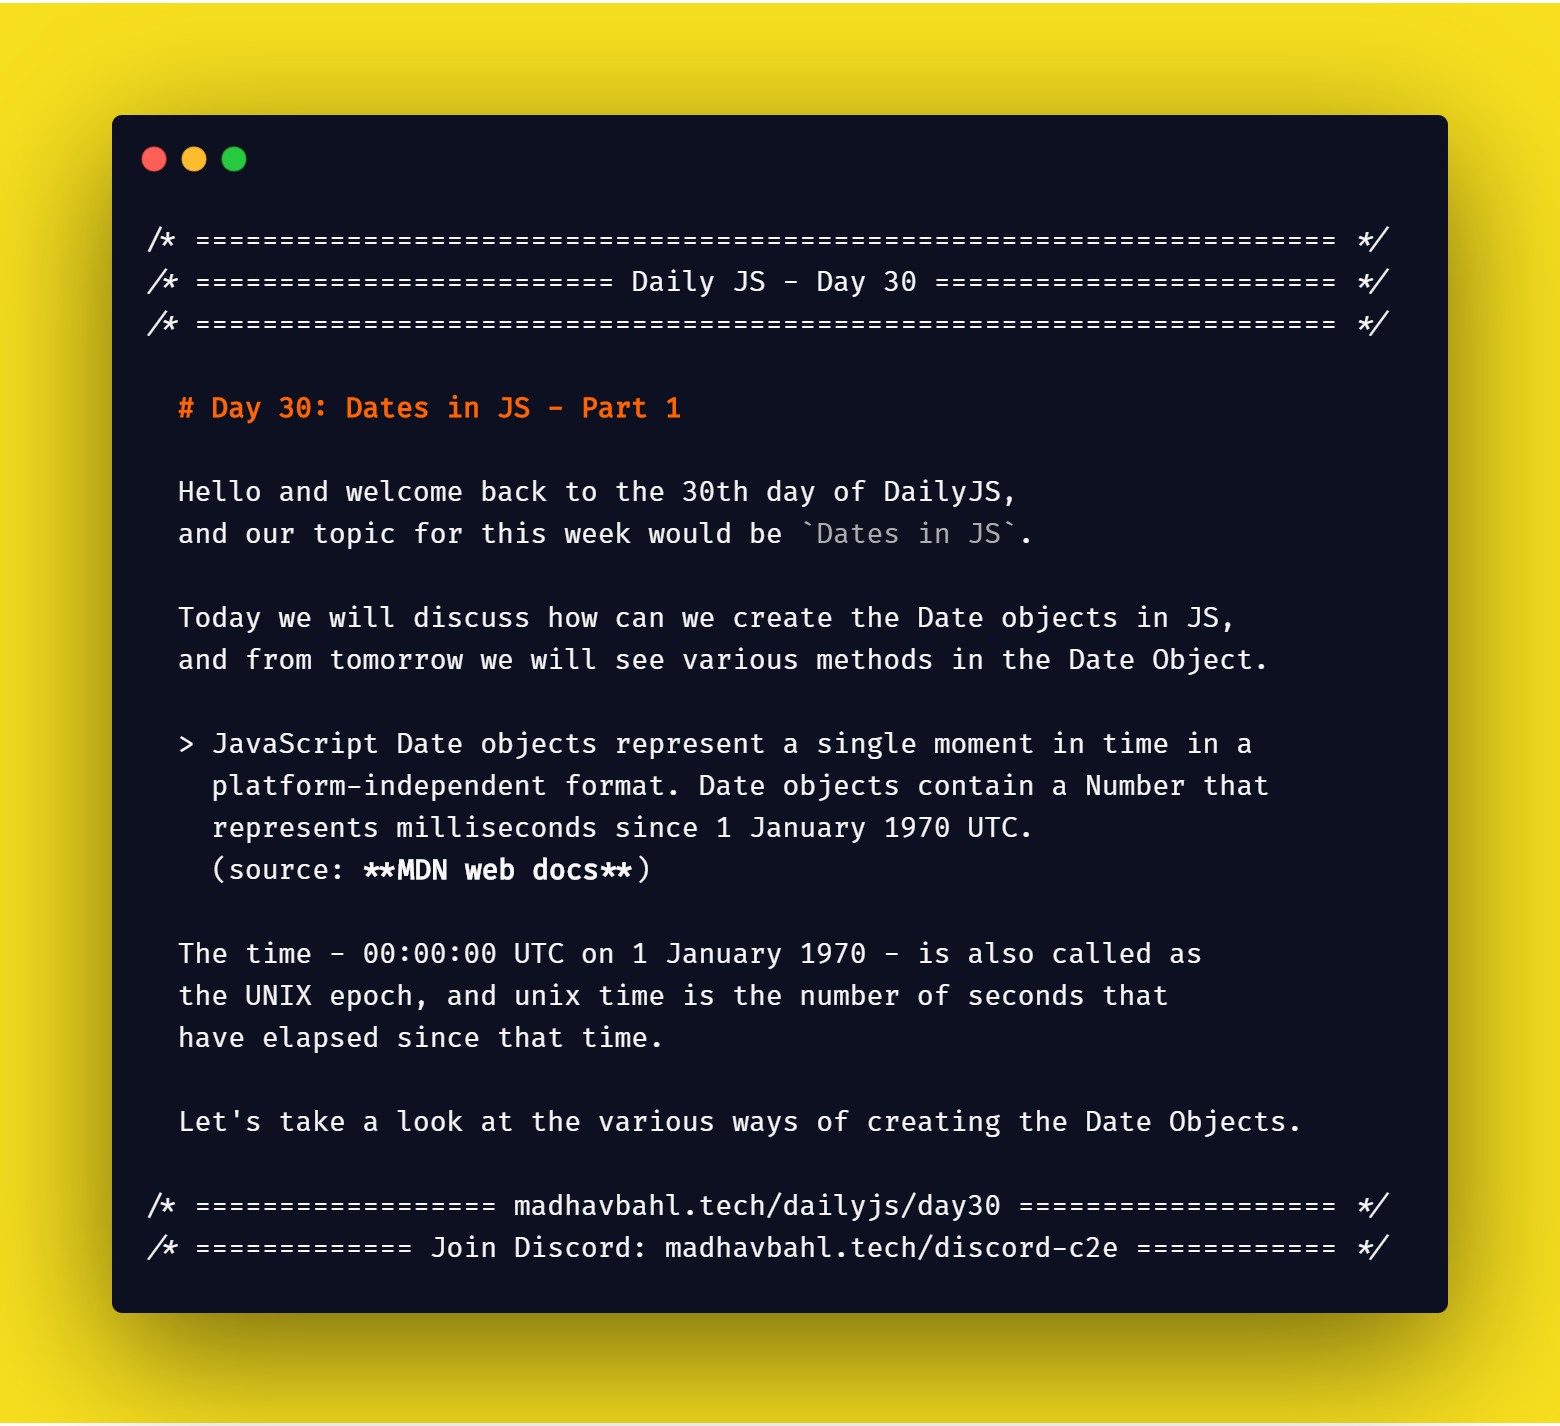 /* ==================================================================== */
/* ========================= Daily JS - Day 30 ======================== */
/* ==================================================================== */
# Day 30: Dates in JS - Part 1
Hello and welcome back to the 30th day of DailyJS,
and our topic for this week would be `Dates in JS`.
Today we will discuss how can we create the Date objects in JS,
and from tomorrow we will see various methods in the Date Object.
> JavaScript Date objects represent a single moment in time in a
platform-independent format. Date objects contain a Number that
represents milliseconds since 1 January 1970 UTC.
(source: **MDN web docs**)
The time - 00:00:00 UTC on 1 January 1970 - is also called as
the UNIX epoch, and unix time is the number of seconds that
have elapsed since that time.
Let's take a look at the various ways of creating the Date Objects.
/* ================== madhavbahl.tech/dailyjs/day30 =================== */
/* ============= Join Discord: madhavbahl.tech/discord-c2e ============ */